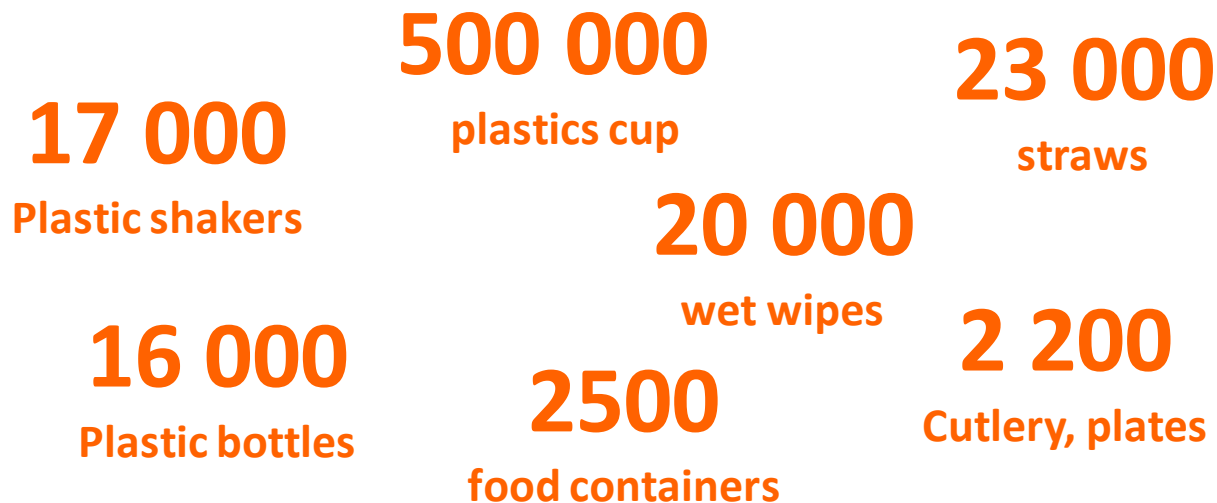 500 000
plastics cup
23 000
straws
17 000
Plastic shakers
20 000
wet wipes
16 000
Plastic bottles
2500
food containers
2 200
Cutlery, plates